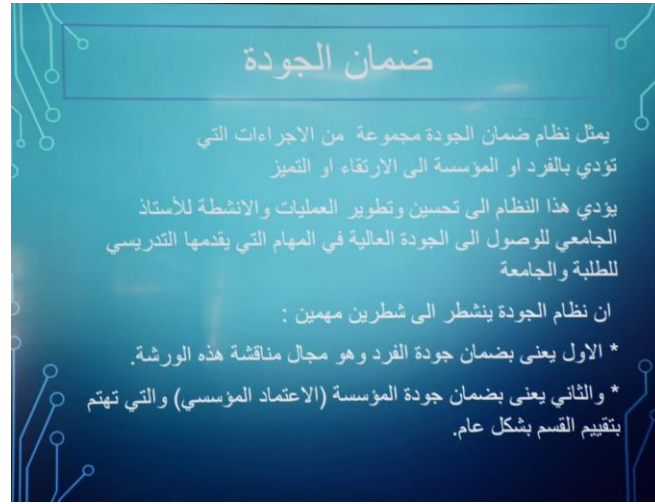 ضمان الجودة
يمثل نظام ضمان الجودة مجموعة من الاجراءات التي
تؤدي بالفرد او المؤسسة الى الارتقاء او التميز
يؤدي هذا النظام الى تحسين وتطوير العمليات والانشطة للأستاذ
الجامعي للوصول الى الجودة العالية في المهام التي يقدمها التدريسي
للطلبة والجامعة
ان نظام الجودة ينشطر الى شطرين مهمين :
* الاول يعنى بضمان جودة الفرد وهو مجال مناقشة هذه الورشة.
* والثاني يعنى بضمان جودة المؤسسة (الاعتماد المؤسسي) والتي تهتم
بتقييم القسم بشكل عام.